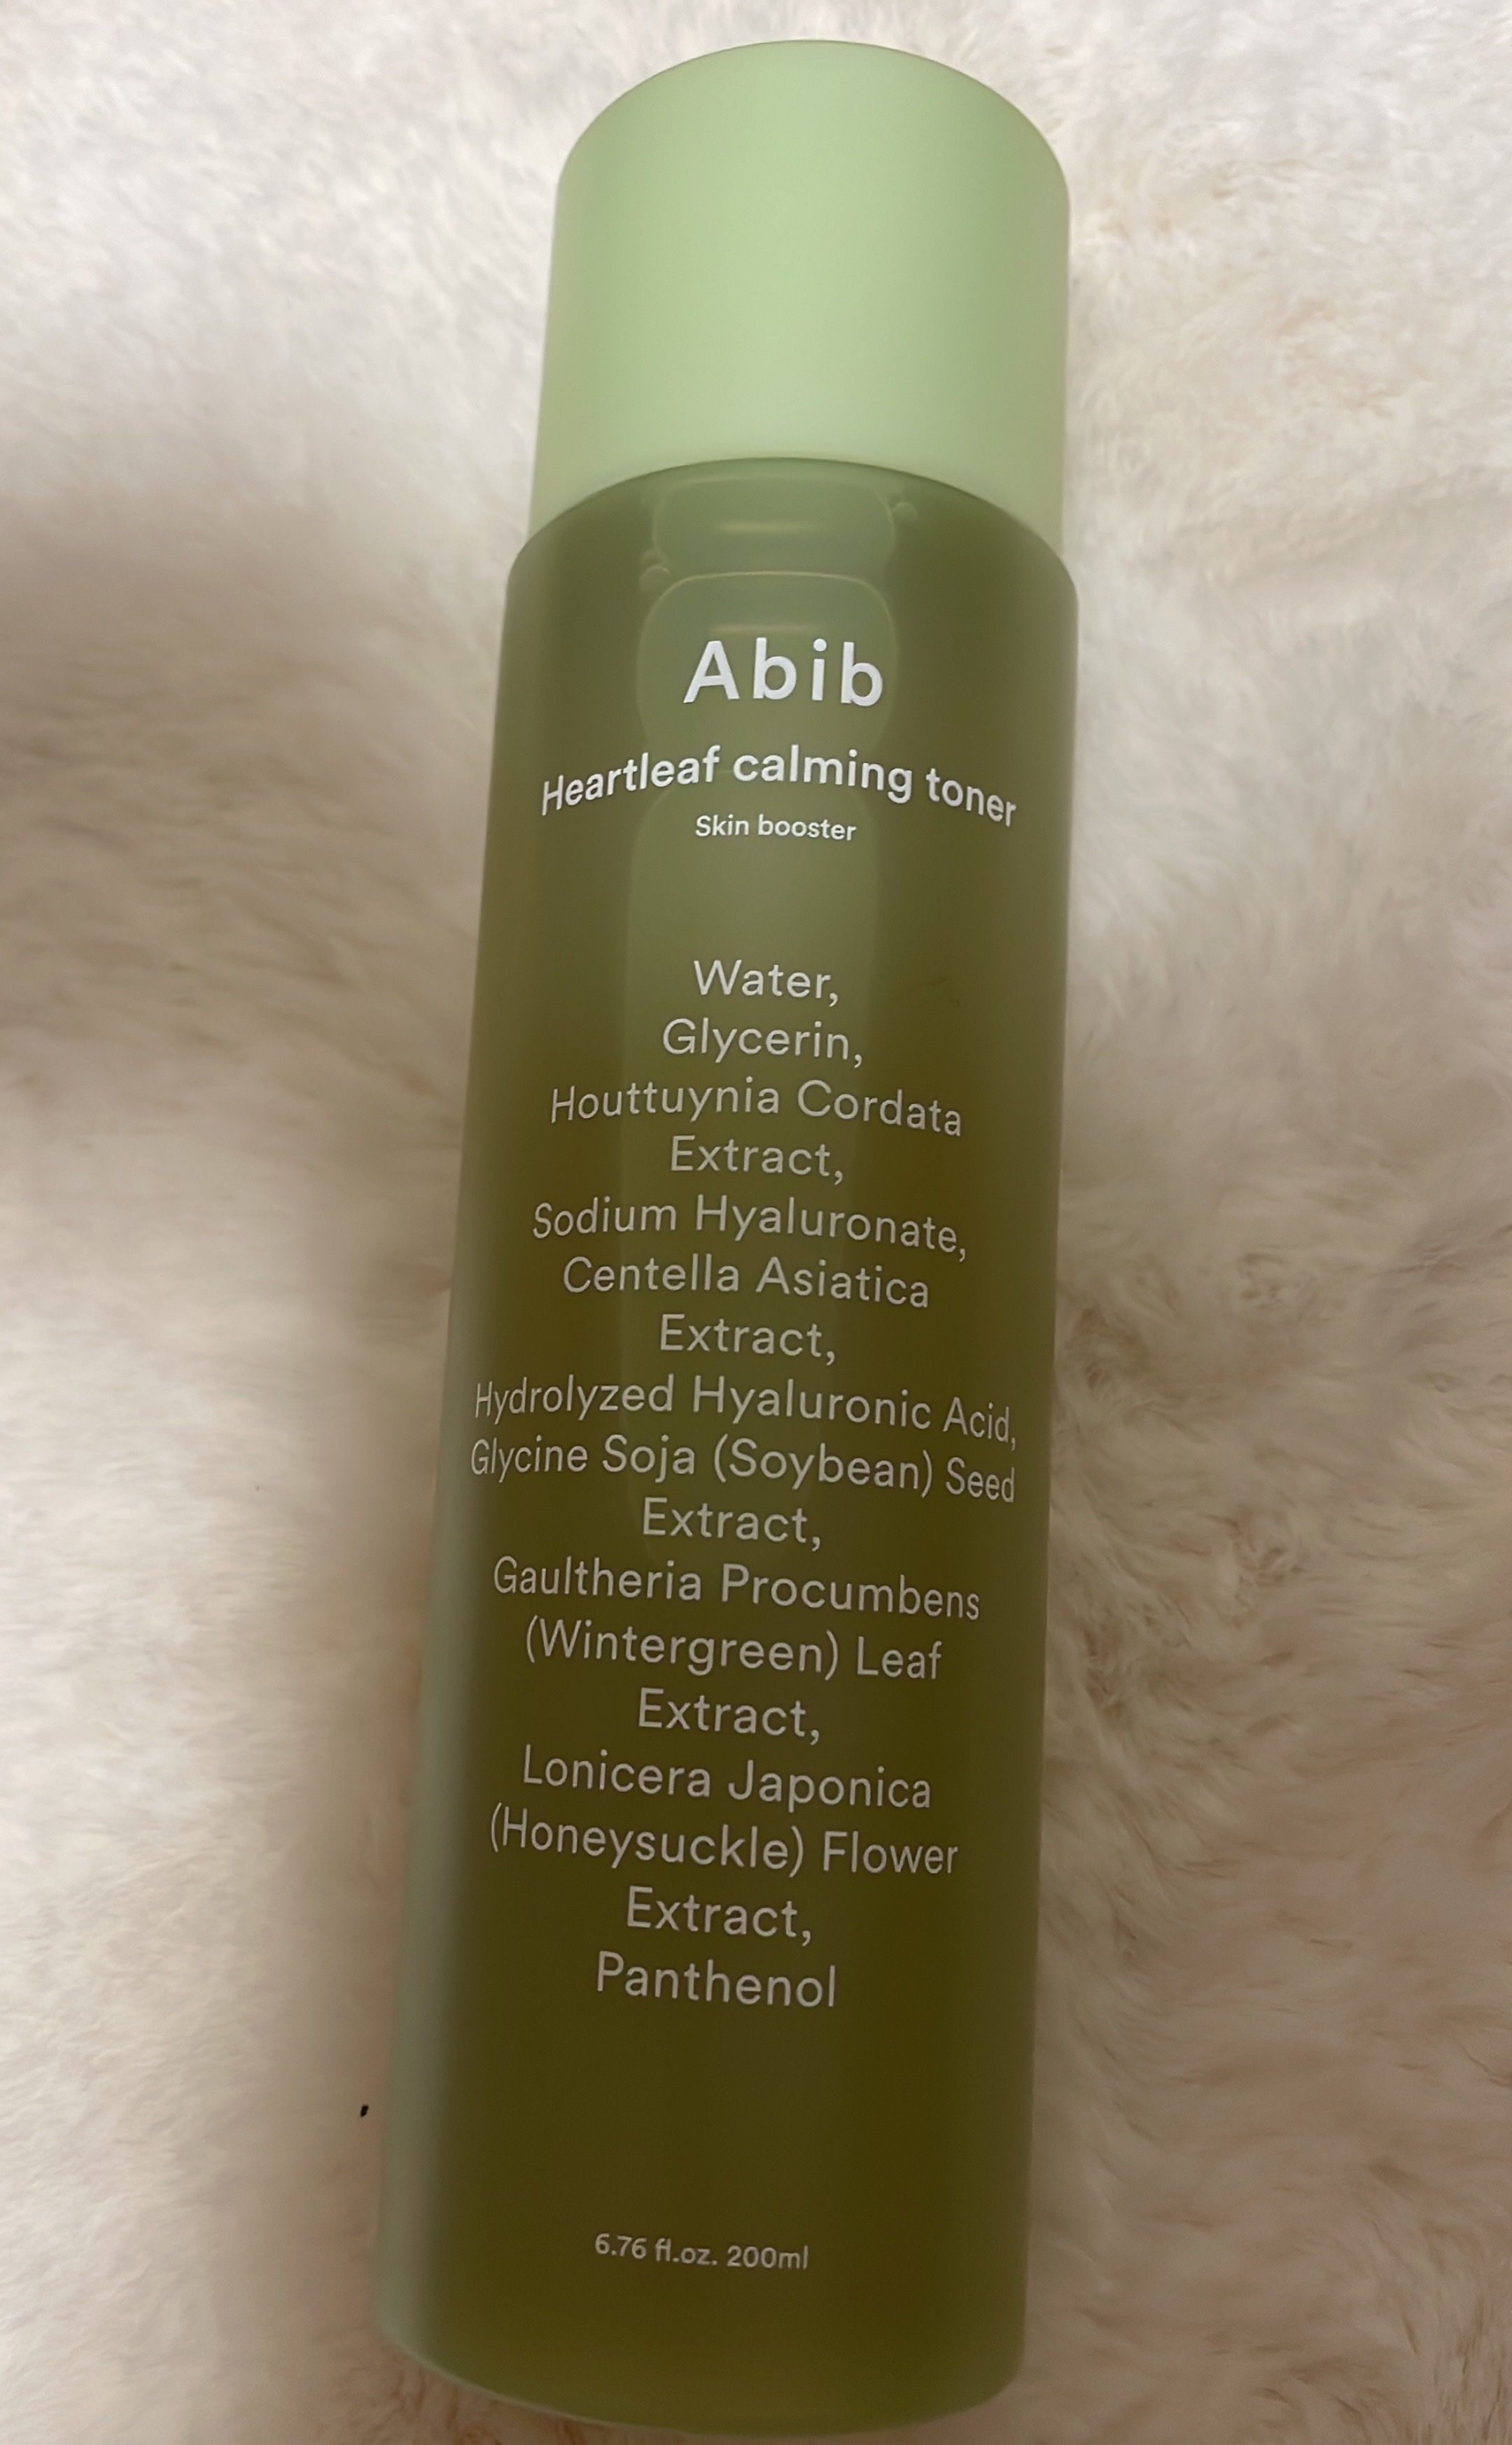 Abib
Heartleaf calming toner
Skin booster
Water,
Glycerin,
Houttuynia Cordata
Extract,
Sodium Hyaluronate,
Centella Asiatica
Extract,
Hydrolyzed Hyaluronic Acid,
Glycine Soja (Soybean) Seed
Extract,
Gaultheria Procumbens
(Wintergreen) Leaf
Extract,
Lonicera Japonica
(Honeysuckle) Flower
Extract,
Panthenol
6.76 fl.oz. 200ml